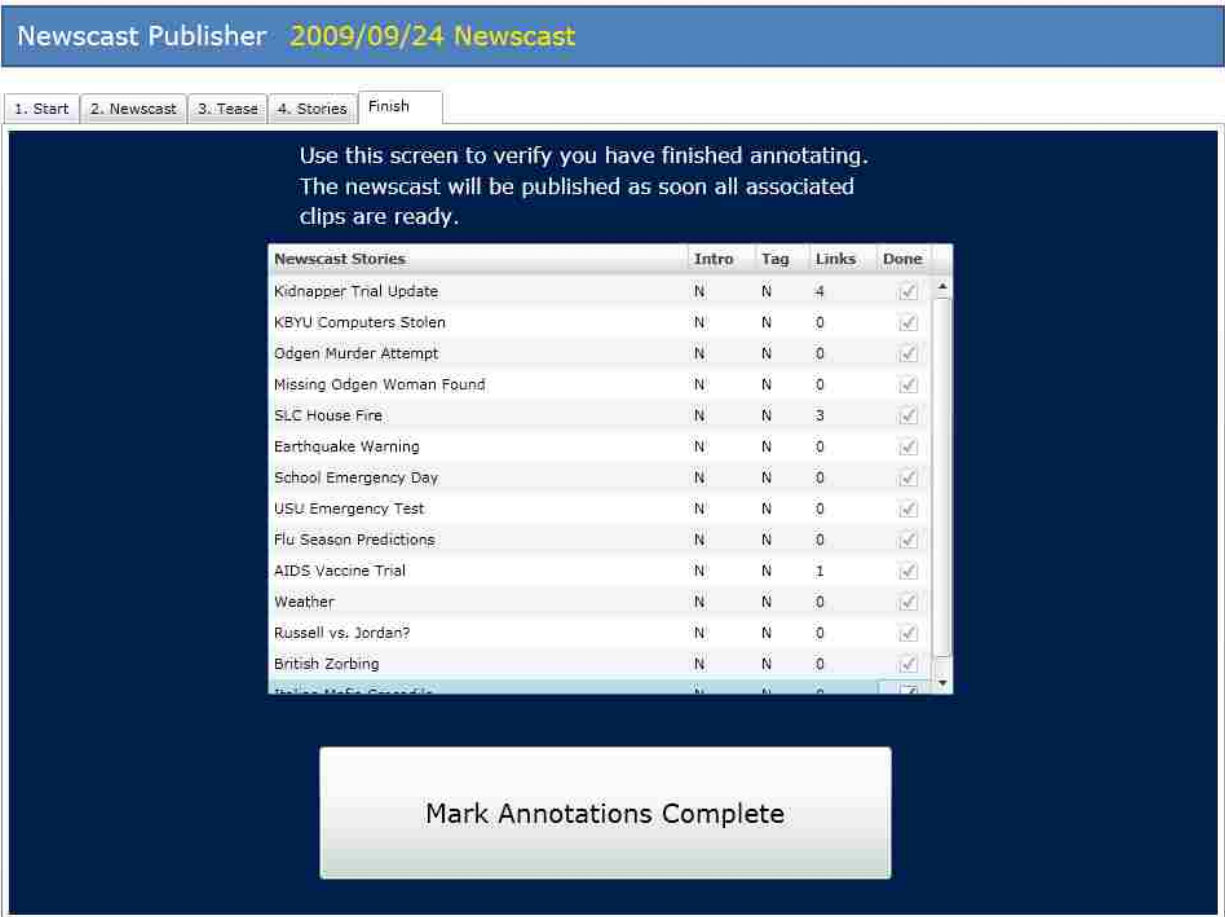 Newscast Publisher 2009/09/24 Newscast
1. Start 2. Newscast 3. Tease 4. Stories Finish
Use this screen to verify you have finished annotating.
The newscast will be published as soon all associated
clips are ready.
Newscast Stories Intro Tag Links Done
Kidnapper Trial Update N N 4
KBYU Computers Stolen N N 0
Odgen Murder Attempt N N 0
Missing Odgen Woman Found N N 0
SLC House Fire N N 3
Earthquake Warning N N 0
School Emergency Day N N 0
USU Emergency Test N N 0
Flu Season Predictions N N 0
AIDS Vaccine Trial N N 1
Weather N N 0
Russell vs. Jordan? N N 0
British Zorbing N N 0
Italian Mafia Crocodile N N 0
Mark Annotations Complete